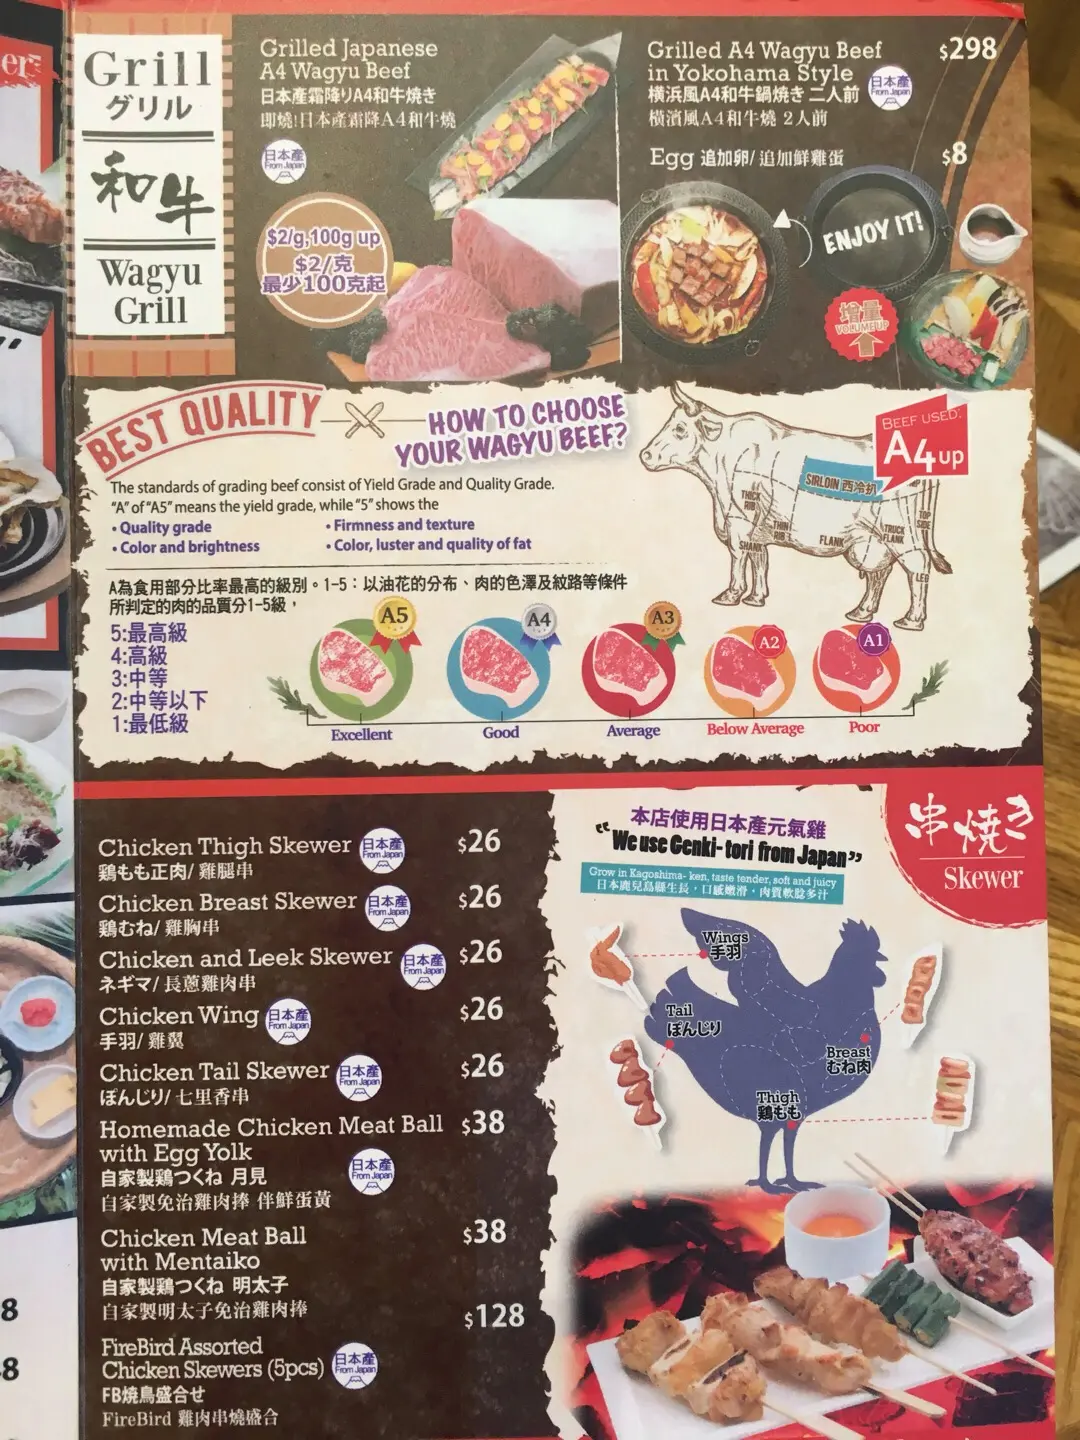 er"
"
8
8
Grill
グリル
和牛
Wagyu
Grill
Grilled Japanese
A4 Wagyu Beef
日本産霜降りA4和牛焼き
即燒!日本產霜降A4和牛燒
日本產
From Japan
$2/g,100g up
$2/克
最少100克起
Grilled A4 Wagyu Beef
in Yokohama Style
横浜風A4和牛鍋焼き 二人前
橫濱風A4和牛燒 2人前
$298
日本產
From Japan
Egg 追加卵/ 追加鮮雞蛋
$8
ENJOY IT!
增量
VOLUME UP
BEST QUALITY
HOW TO CHOOSE
YOUR WAGYU BEEF?
The standards of grading beef consist of Yield Grade and Quality Grade.
"A" of "A5" means the yield grade, while "5" shows the
• Quality grade
• Firmness and texture
• Color and brightness
• Color, luster and quality of fat
BEEF USED:
A4 up
SIRLOIN 西冷扒
THICK RIB
THIN RIB
SHANK
FLANK
TRUCK FLANK
TOP SIDE
LEG
A為食用部分比率最高的級別。1-5：以油花的分布、肉的色澤及紋路等條件
所判定的肉的品質分1-5級，
5:最高級
4:高級
3:中等
2:中等以下
1:最低級
A5
A4
A3
A2
A1
Excellent
Good
Average
Below Average
Poor
Chicken Thigh Skewer
日本產
From Japan
$26
鶏もも正肉/ 雞腿串
Chicken Breast Skewer
日本產
From Japan
$26
鶏むね/ 雞胸串
Chicken and Leek Skewer
日本產
From Japan
$26
ネギマ/ 長蔥雞肉串
Chicken Wing
日本產
From Japan
$26
手羽/ 雞翼
Chicken Tail Skewer
日本產
From Japan
$26
ぼんじり/ 七里香串
Homemade Chicken Meat Ball
with Egg Yolk
$38
自家製鶏つくね 月見
日本產
From Japan
自家製免治雞肉捧 伴鮮蛋黃
Chicken Meat Ball
with Mentaiko
$38
自家製鶏つくね 明太子
自家製明太子免治雞肉捧
$128
FireBird Assorted
Chicken Skewers (5pcs)
日本產
From Japan
FB焼鳥盛合せ
FireBird 雞肉串燒盛合
本店使用日本產元氣雞
"We use Genki-tori from Japan"
Grow in Kagoshima- ken, taste tender, soft and juicy
日本鹿兒島縣生長，口感嫩滑，肉質軟腍多汁
串焼き
Skewer
Wings
手羽
Tail
ぼんじり
Breast
むね肉
Thigh
鶏もも